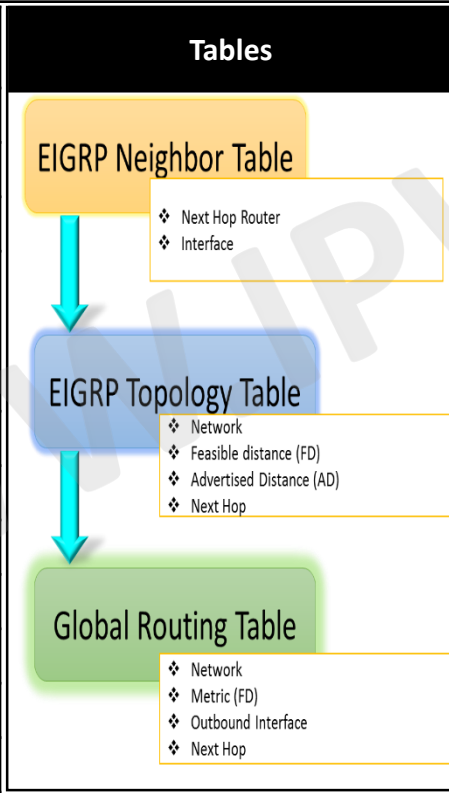 Tables
EIGRP Neighbor Table
❖ Next Hop Router
❖ Interface
EIGRP Topology Table
❖ Network
❖ Feasible distance (FD)
❖ Advertised Distance (AD)
❖ Next Hop
Global Routing Table
❖ Network
❖ Metric (FD)
❖ Outbound Interface
❖ Next Hop